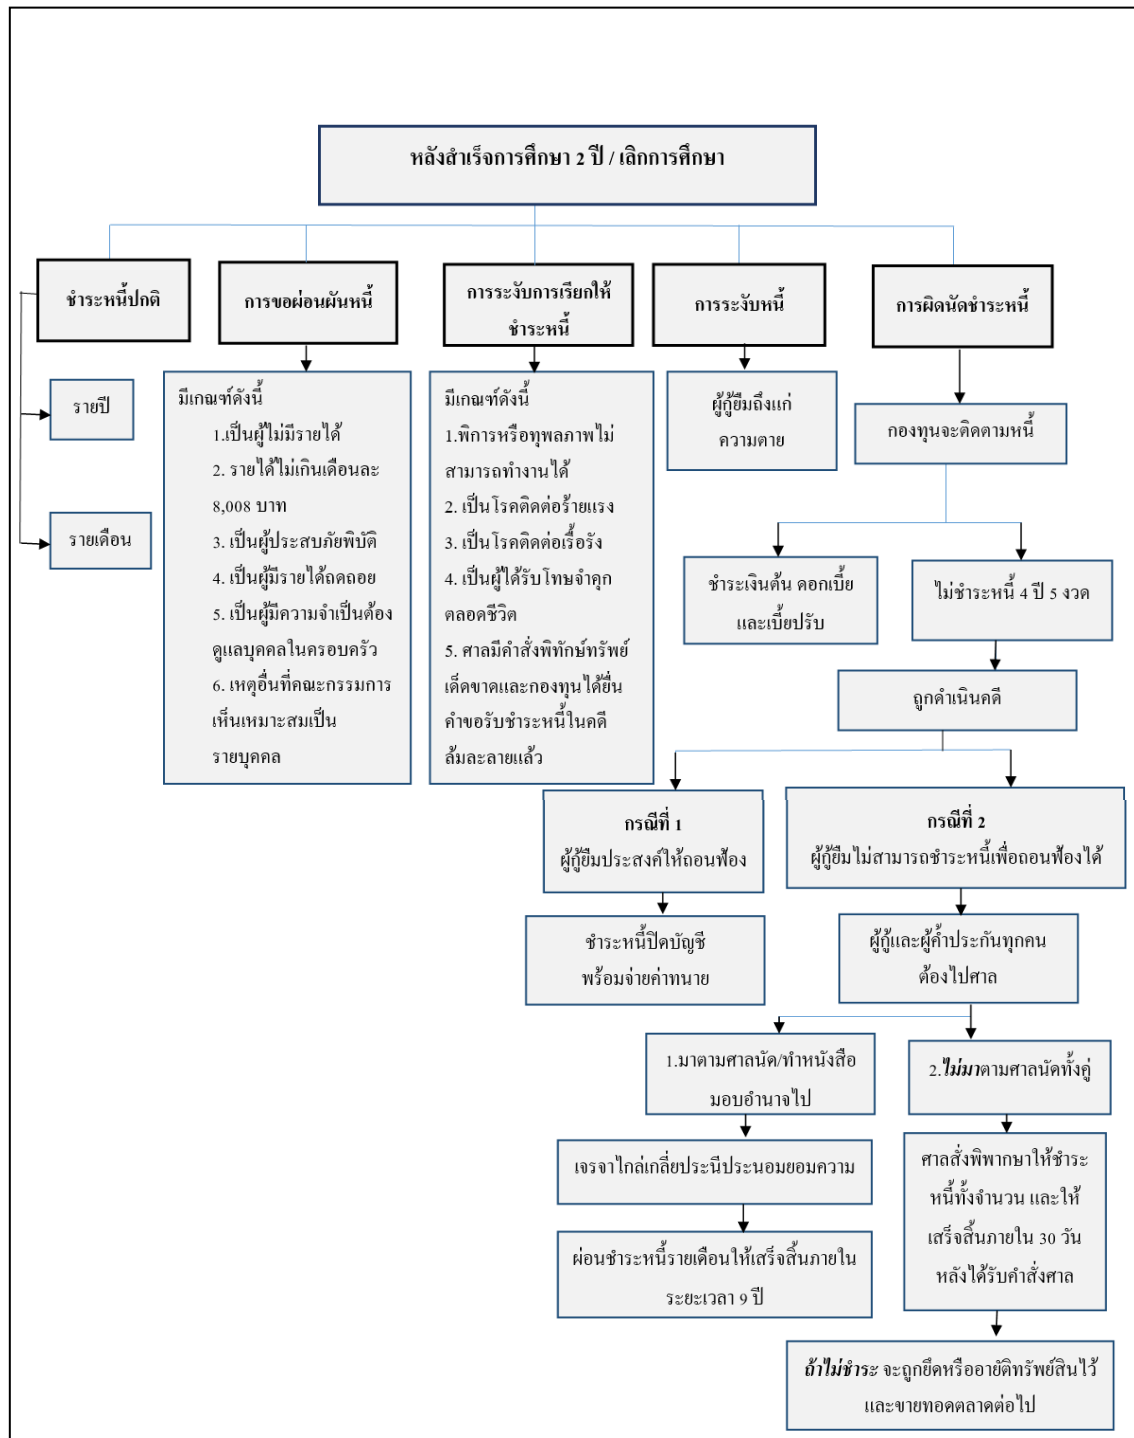 หลังสำเร็จการศึกษา 2 ปี / เลิกการศึกษา
ชำระหนี้ปกติ
รายปี
รายเดือน
การขอผ่อนผันหนี้
มีเกณฑ์ดังนี้
1.เป็นผู้ไม่มีรายได้
2. รายได้ไม่เกินเดือนละ
8,008 บาท
3. เป็นผู้ประสบภัยพิบัติ
4. เป็นผู้มีรายได้ถดถอย
5. เป็นผู้มีความจำเป็นต้อง
ดูแลบุคคลในครอบครัว
6. เหตุอื่นที่คณะกรรมการ
เห็นเหมาะสมเป็น
รายบุคคล
การระงับการเรียกให้
ชำระหนี้
มีเกณฑ์ดังนี้
1.พิการหรือทุพลภาพไม่
สามารถทำงานได้
2. เป็นโรคติดต่อร้ายแรง
3. เป็นโรคติดต่อเรื้อรัง
4. เป็นผู้ได้รับโทษจำคุก
ตลอดชีวิต
5. ศาลมีคำสั่งพิทักษ์ทรัพย์
เด็ดขาดและกองทุนได้ยื่น
คำขอรับชำระหนี้ในคดี
ล้มละลายแล้ว
การระงับหนี้
ผู้กู้ยืมถึงแก่
ความตาย
การผิดนัดชำระหนี้
กองทุนจะติดตามหนี้
ชำระเงินต้น ดอกเบี้ย
และเบี้ยปรับ
ไม่ชำระหนี้ 4 ปี 5 งวด
ถูกดำเนินคดี
กรณีที่ 1
ผู้กู้ยืมประสงค์ให้ถอนฟ้อง
ชำระหนี้ปิดบัญชี
พร้อมจ่ายค่าทนาย
กรณีที่ 2
ผู้กู้ยืมไม่สามารถชำระหนี้เพื่อถอนฟ้องได้
ผู้กู้และผู้ค้ำประกันทุกคน
ต้องไปศาล
1.มาตามศาลนัด/ทำหนังสือ
มอบอำนาจไป
เจรจาไกล่เกลี่ยประนีประนอมยอมความ
ผ่อนชำระหนี้รายเดือนให้เสร็จสิ้นภายใน
ระยะเวลา 9 ปี
2.ไม่มาตามศาลนัดทั้งคู่
ศาลสั่งพิพากษาให้ชำระ
หนี้ทั้งจำนวน และให้
เสร็จสิ้นภายใน 30 วัน
หลังได้รับคำสั่งศาล
ถ้าไม่ชำระ จะถูกยึดหรืออายัติทรัพย์สินไว้
และขายทอดตลาดต่อไป